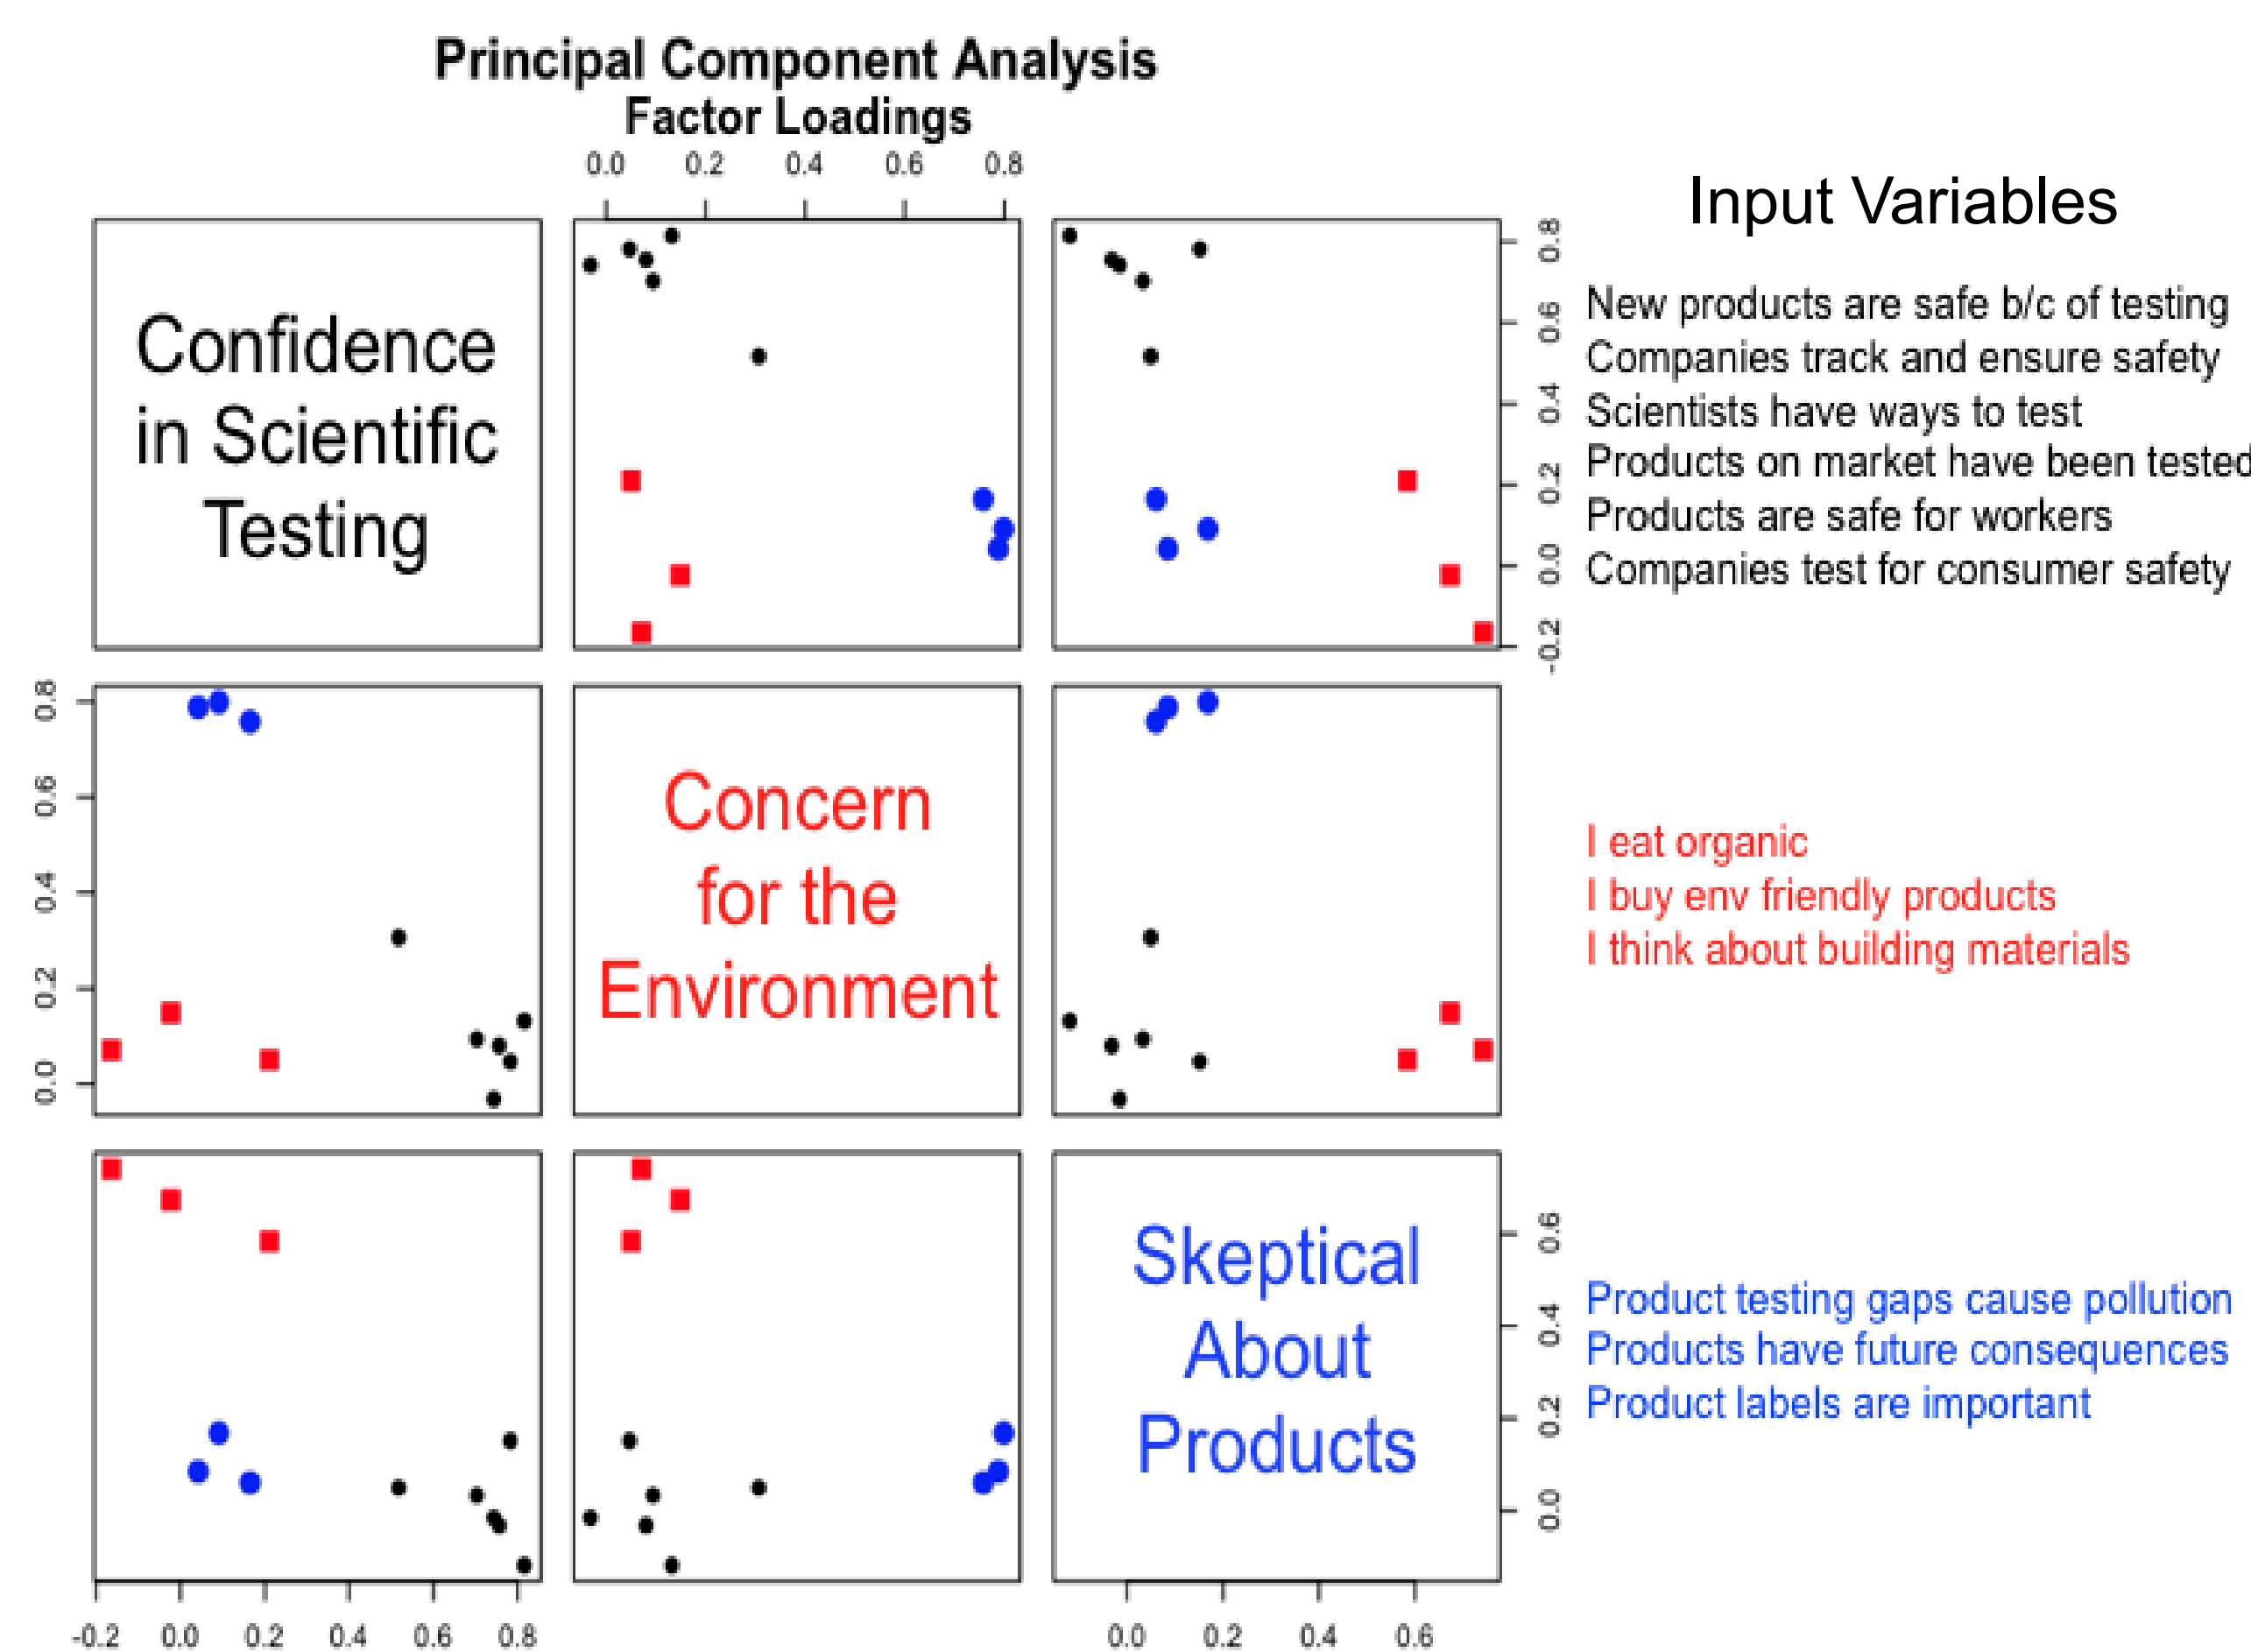 Principal Component Analysis
Factor Loadings
0.0 0.2 0.4 0.6 0.8
Input Variables
Confidence
in Scientific
Testing
0.8
0.6
0.4
0.2
0.0
-0.2
New products are safe b/c of testing
Companies track and ensure safety
Scientists have ways to test
Products on market have been tested
Products are safe for workers
Companies test for consumer safety
0.8
0.6
0.4
0.2
0.0
Concern
for the
Environment
I eat organic
I buy env friendly products
I think about building materials
Skeptical
About
Products
0.6
0.4
0.2
0.0
Product testing gaps cause pollution
Products have future consequences
Product labels are important
-0.2 0.0 0.2 0.4 0.6 0.8
0.0 0.2 0.4 0.6